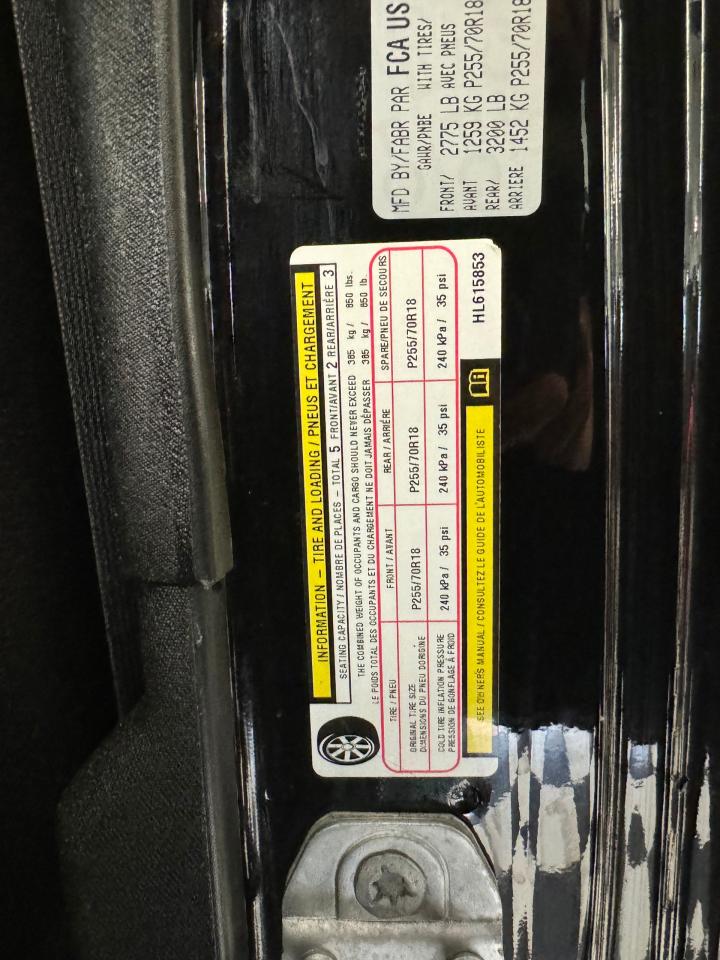 MFD BY/FABR PAR FCA US
GAWR/PNBE WITH TIRES/
FRONT/ 2775 LB AVEC PNEUS
AVANT 1259 KG P255/70R18
REAR/ 3200 LB
ARRIERE 1452 KG P255/70R18
INFORMATION – TIRE AND LOADING / PNEUS ET CHARGEMENT
SEATING CAPACITY / NOMBRE DE PLACES – TOTAL 5 FRONT/AVANT 2 REAR/ARRIÈRE 3
THE COMBINED WEIGHT OF OCCUPANTS AND CARGO SHOULD NEVER EXCEED 385 kg / 850 lbs.
LE POIDS TOTAL DES OCCUPANTS ET DU CHARGEMENT NE DOIT JAMAIS DÉPASSER 385 kg / 850 lb.
TIRE / PNEU FRONT / AVANT REAR / ARRIÈRE SPARE/PNEU DE SECOURS
ORIGINAL TIRE SIZE
DIMENSIONS DU PNEU D'ORIGINE
P255/70R18 P255/70R18 P255/70R18
COLD TIRE INFLATION PRESSURE
PRESSION DE GONFLAGE À FROID
240 kPa / 35 psi 240 kPa / 35 psi 240 kPa / 35 psi
SEE OWNERS MANUAL / CONSULTEZ LE GUIDE DE L'AUTOMOBILISTE
HL615853